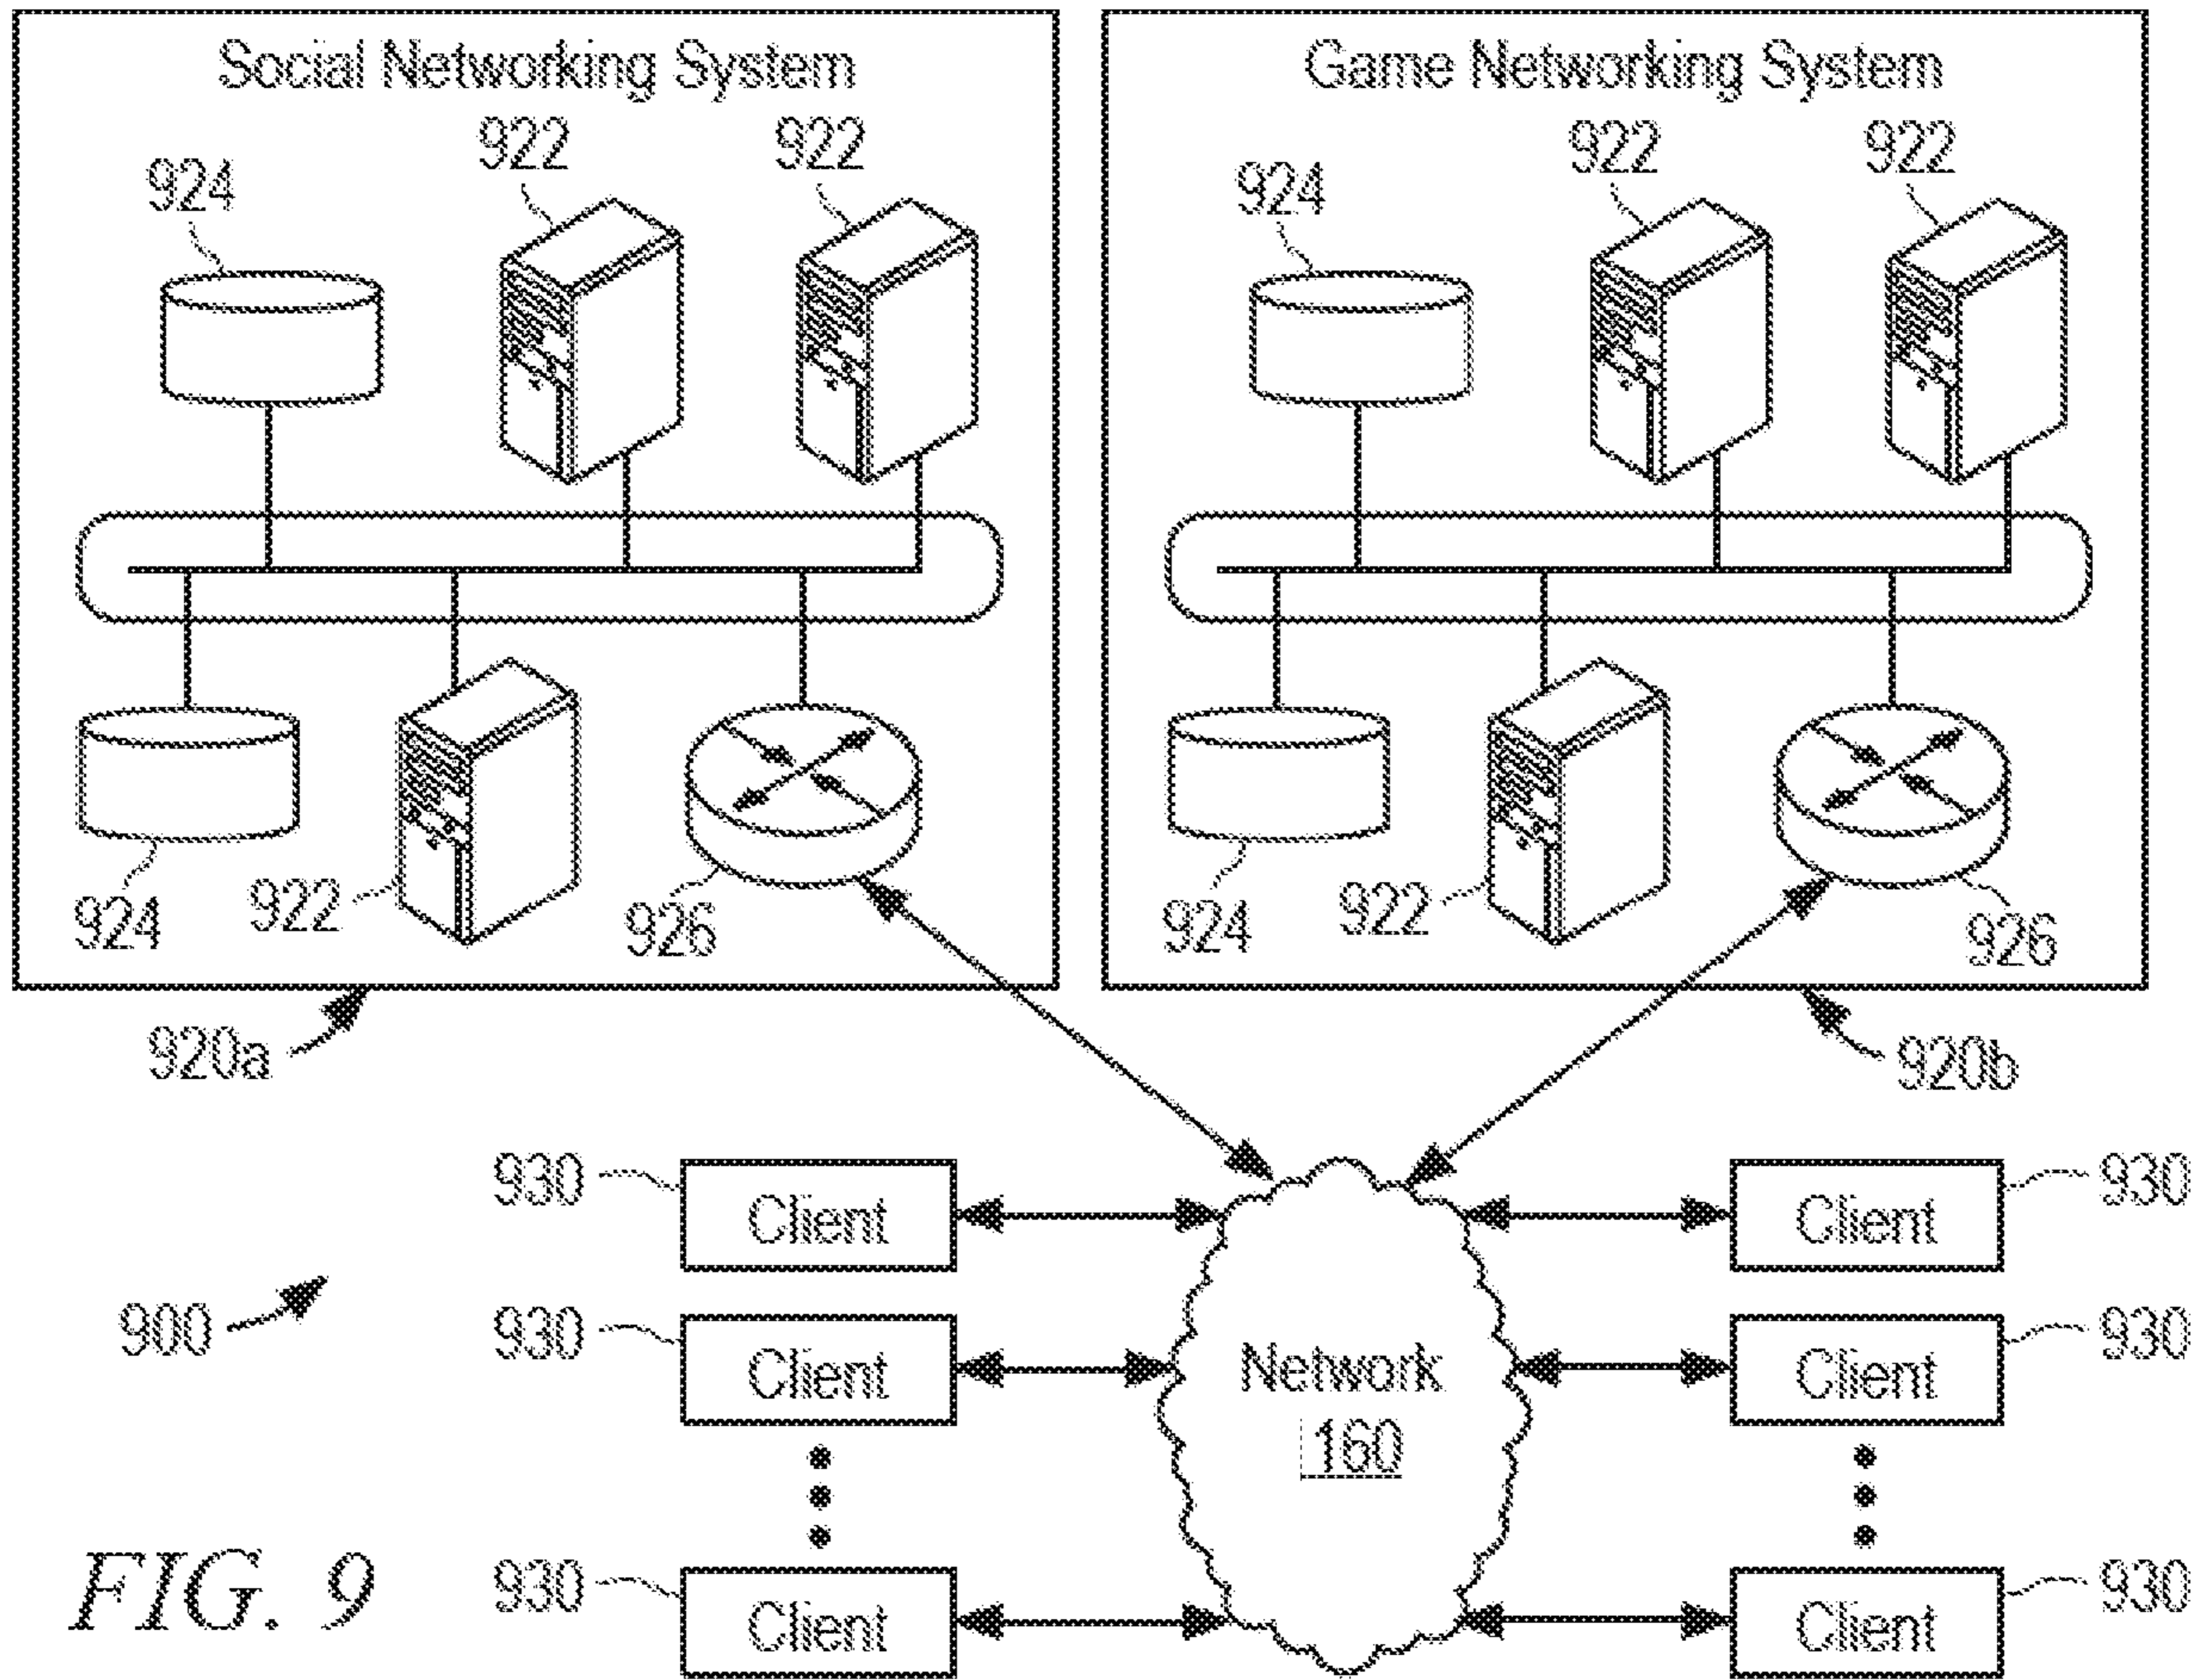 Social Networking System
922
922
924
924
922
926
920a
Game Networking System
922
922
924
924
922
926
920b
930
Client
Client
930
900
930
Client
Network
160
Client
930
FIG. 9
930
Client
Client
930